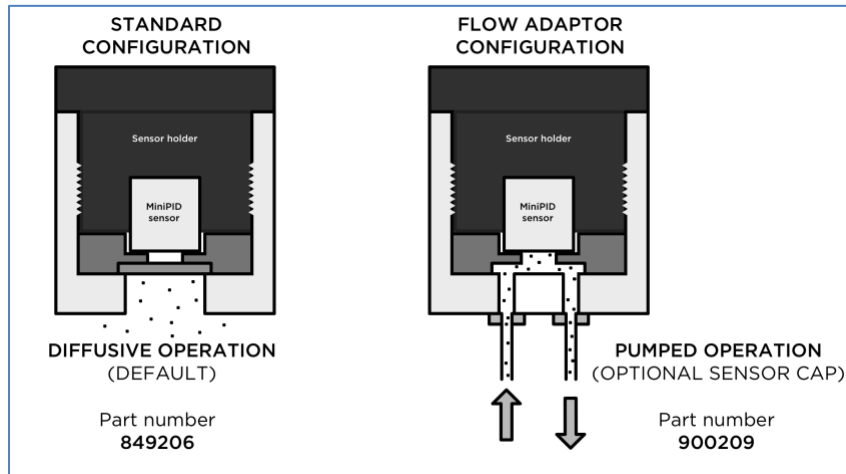 STANDARD
CONFIGURATION
Sensor holder
MiniPID
sensor
DIFFUSIVE OPERATION
(DEFAULT)
Part number
849206
FLOW ADAPTOR
CONFIGURATION
Sensor holder
MiniPID
sensor
PUMPED OPERATION
(OPTIONAL SENSOR CAP)
Part number
900209